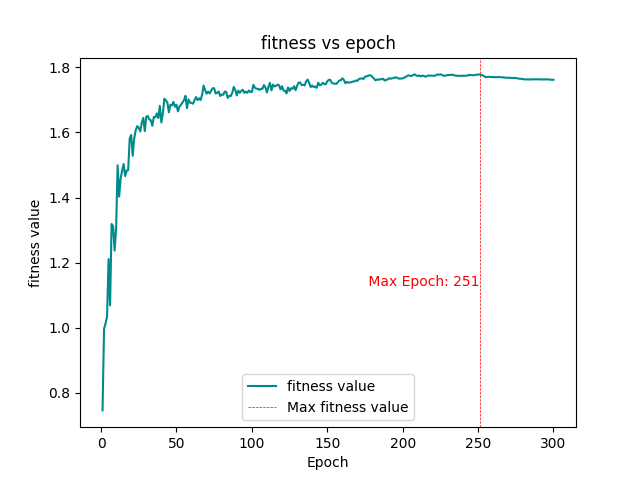 fitness vs epoch
1.8
1.6
1.4
1.2
1.0
0.8
fitness value
Max Epoch: 251
fitness value
Max fitness value
0 50 100 150 200 250 300
Epoch